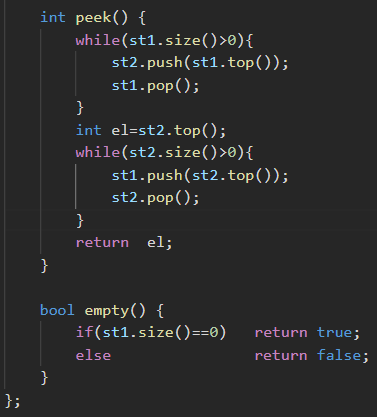 int peek() {
while(st1.size()>0){
st2.push(st1.top());
st1.pop();
}
int el=st2.top();
while(st2.size()>0){
st1.push(st2.top());
st2.pop();
}
return  el;
}
bool empty() {
if(st1.size()==0)   return true;
else                return false;
}
};